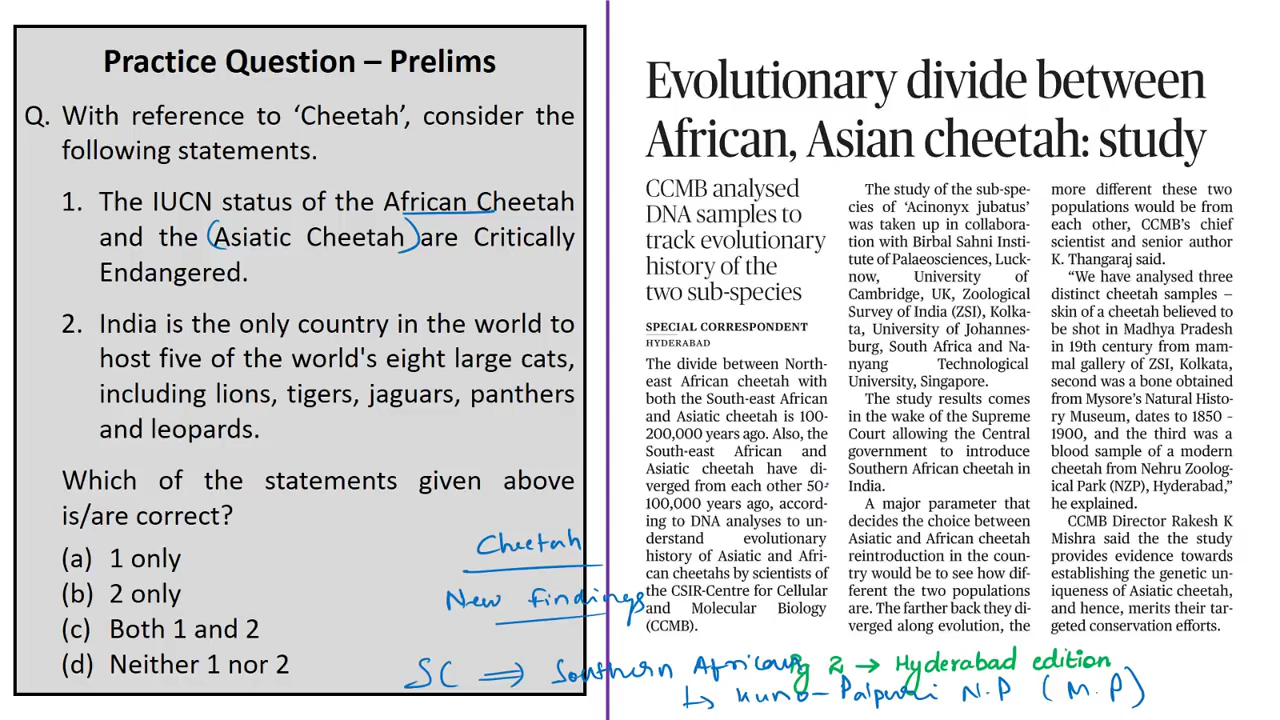 Practice Question – Prelims
Q. With reference to ‘Cheetah’, consider the
following statements.
1. The IUCN status of the African Cheetah
and the (Asiatic Cheetah) are Critically
Endangered.
2. India is the only country in the world to
host five of the world's eight large cats,
including lions, tigers, jaguars, panthers
and leopards.
Which of the statements given above
is/are correct?
(a) 1 only
(b) 2 only
(c) Both 1 and 2
(d) Neither 1 nor 2
Cheetah
New findings
SC ⟹ Southern African
↳ Kuno-Palpur N.P (M.P)
Evolutionary divide between
African, Asian cheetah: study
CCMB analysed
DNA samples to
track evolutionary
history of the
two sub-species
SPECIAL CORRESPONDENT
HYDERABAD
The divide between North-
east African cheetah with
both the South-east African
and Asiatic cheetah is 100-
200,000 years ago. Also, the
South-east African and
Asiatic cheetah have di-
verged from each other 50-
100,000 years ago, accord-
ing to DNA analyses to un-
derstand evolutionary
history of Asiatic and Afri-
can cheetahs by scientists of
the CSIR-Centre for Cellular
and Molecular Biology
(CCMB).
The study of the sub-spe-
cies of ‘Acinonyx jubatus’
was taken up in collabora-
tion with Birbal Sahni Insti-
tute of Palaeosciences, Luck-
now, University of
Cambridge, UK, Zoological
Survey of India (ZSI), Kolka-
ta, University of Johannes-
burg, South Africa and Na-
nyang Technological
University, Singapore.
The study results comes
in the wake of the Supreme
Court allowing the Central
government to introduce
Southern African cheetah in
India.
A major parameter that
decides the choice between
Asiatic and African cheetah
reintroduction in the coun-
try would be to see how dif-
ferent the two populations
are. The farther back they di-
verged along evolution, the
more different these two
populations would be from
each other, CCMB's chief
scientist and senior author
K. Thangaraj said.
“We have analysed three
distinct cheetah samples –
skin of a cheetah believed to
be shot in Madhya Pradesh
in 19th century from mam-
mal gallery of ZSI, Kolkata,
second was a bone obtained
from Mysore's Natural Histo-
ry Museum, dates to 1850 -
1900, and the third was a
blood sample of a modern
cheetah from Nehru Zoolog-
ical Park (NZP), Hyderabad,”
he explained.
CCMB Director Rakesh K
Mishra said the the study
provides evidence towards
establishing the genetic un-
iqueness of Asiatic cheetah,
and hence, merits their tar-
geted conservation efforts.
Pg 2 → Hyderabad edition